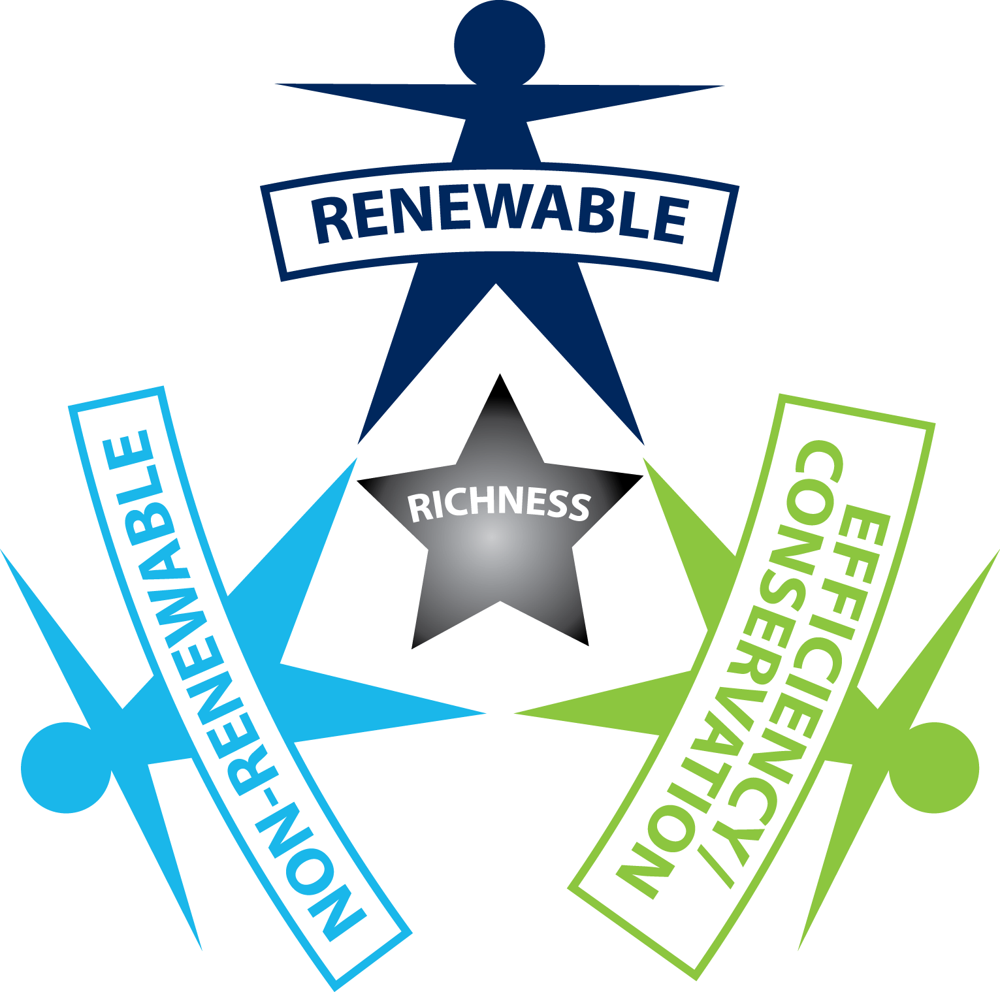 RENEWABLE
RICHNESS
NON-RENEWABLE
EFFICIENCY/
CONSERVATION